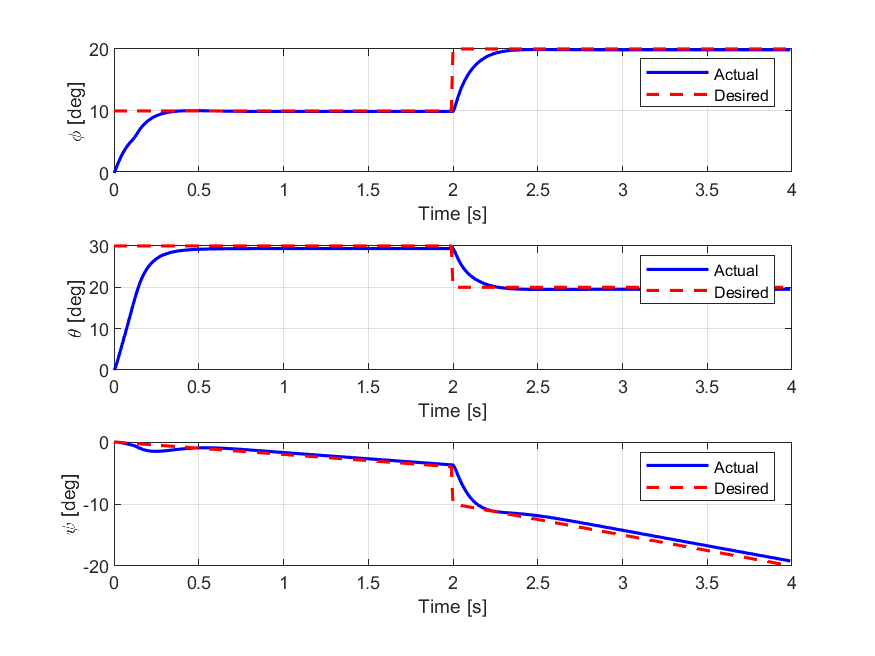 20
10
0
ϕ [deg]
Actual
Desired
0 0.5 1 1.5 2 2.5 3 3.5 4
Time [s]
30
20
10
0
θ [deg]
Actual
Desired
0 0.5 1 1.5 2 2.5 3 3.5 4
Time [s]
0
-10
-20
ψ [deg]
Actual
Desired
0 0.5 1 1.5 2 2.5 3 3.5 4
Time [s]